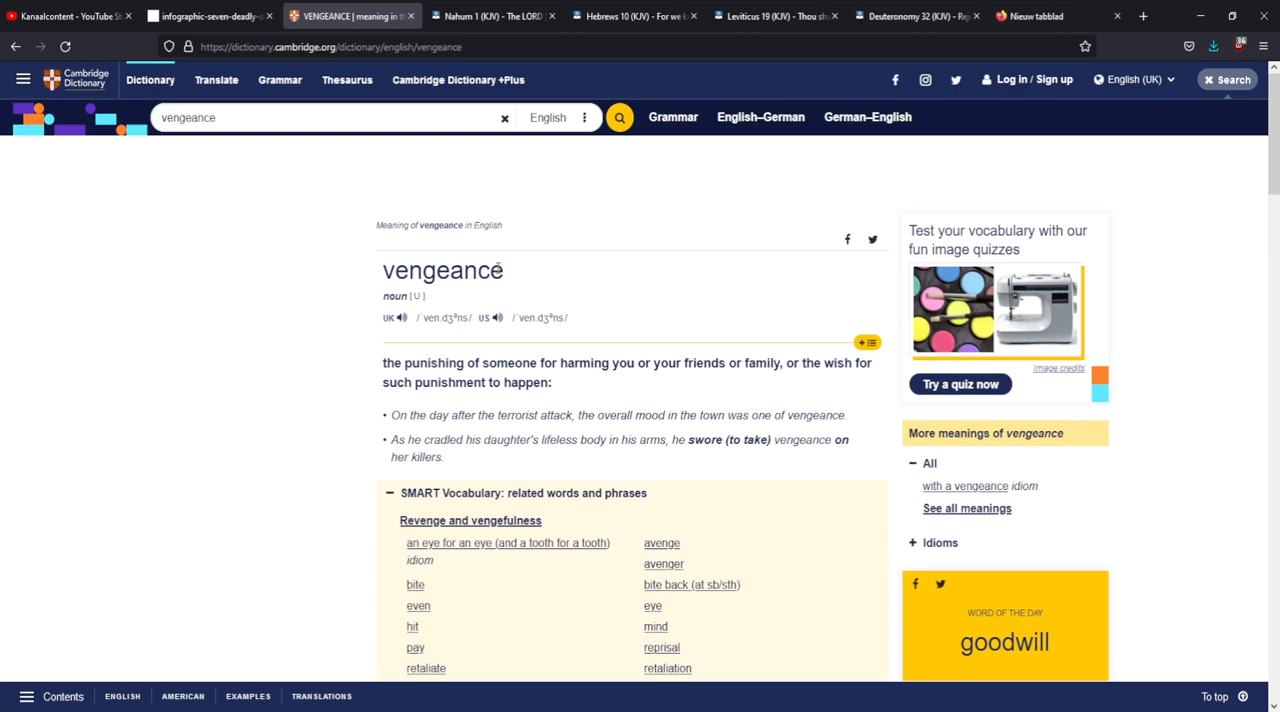 Kanaalcontent - YouTube St
infographic-seven-deadly-s
VENGEANCE | meaning in th
Nahum 1 (KJV) - The LORD
Hebrews 10 (KJV) - For we k
Leviticus 19 (KJV) - Thou sha
Deuteronomy 32 (KJV) - Re
Nieuw tabblad
https://dictionary.cambridge.org/dictionary/english/vengeance
36
Cambridge
Dictionary
Dictionary Translate Grammar Thesaurus Cambridge Dictionary +Plus
Log in / Sign up
English (UK)
Search
vengeance
English
Grammar English–German German–English
Meaning of vengeance in English
vengeance
noun [ U ]
UK /ˈven.dʒəns/ US /ˈven.dʒəns/
the punishing of someone for harming you or your friends or family, or the wish for
such punishment to happen:
• On the day after the terrorist attack, the overall mood in the town was one of vengeance.
• As he cradled his daughter's lifeless body in his arms, he swore (to take) vengeance on
her killers.
− SMART Vocabulary: related words and phrases
Revenge and vengefulness
an eye for an eye (and a tooth for a tooth)
idiom
bite
even
hit
pay
retaliate
avenge
avenger
bite back (at sb/sth)
eye
mind
reprisal
retaliation
Test your vocabulary with our
fun image quizzes
Image credits
Try a quiz now
More meanings of vengeance
− All
with a vengeance idiom
See all meanings
+ Idioms
WORD OF THE DAY
goodwill
Contents ENGLISH AMERICAN EXAMPLES TRANSLATIONS
To top